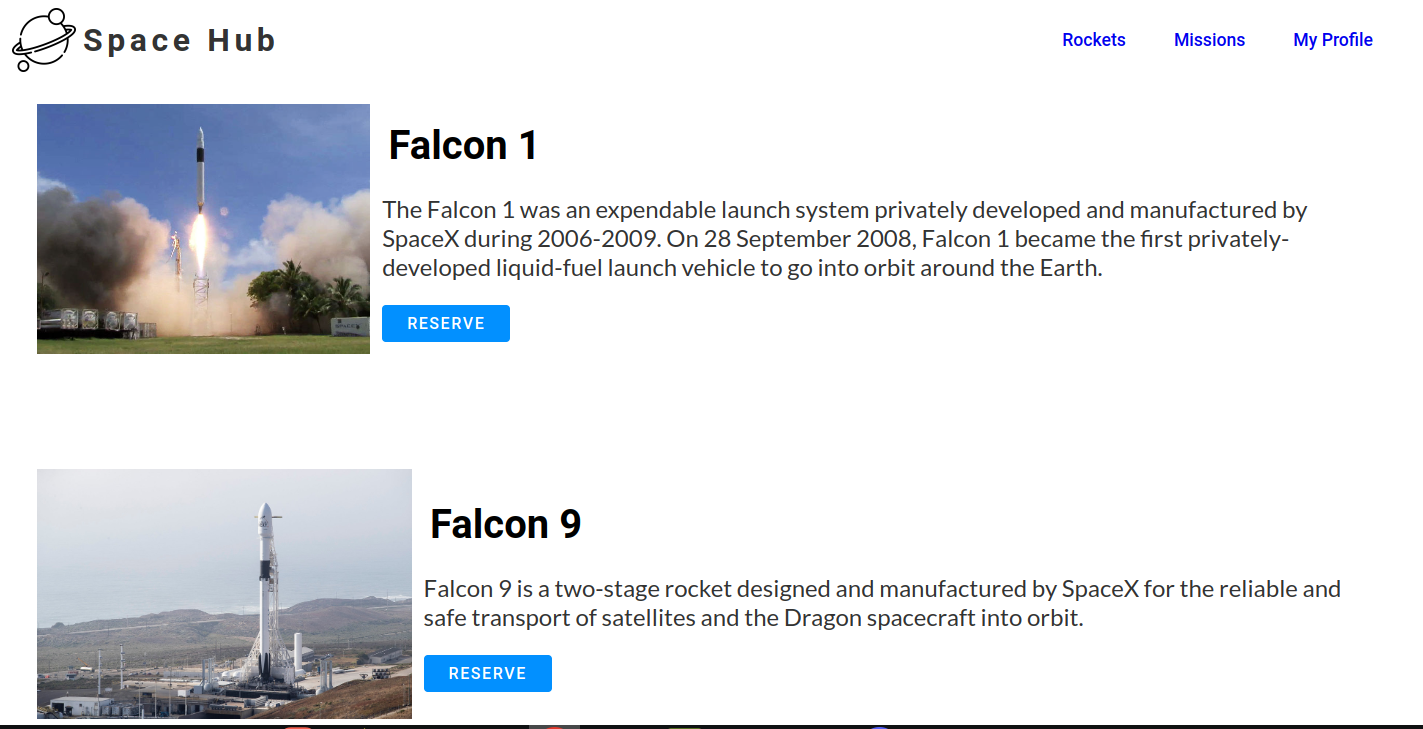 Space Hub
Rockets
Missions
My Profile
Falcon 1
The Falcon 1 was an expendable launch system privately developed and manufactured by
SpaceX during 2006-2009. On 28 September 2008, Falcon 1 became the first privately-
developed liquid-fuel launch vehicle to go into orbit around the Earth.
RESERVE
Falcon 9
Falcon 9 is a two-stage rocket designed and manufactured by SpaceX for the reliable and
safe transport of satellites and the Dragon spacecraft into orbit.
RESERVE